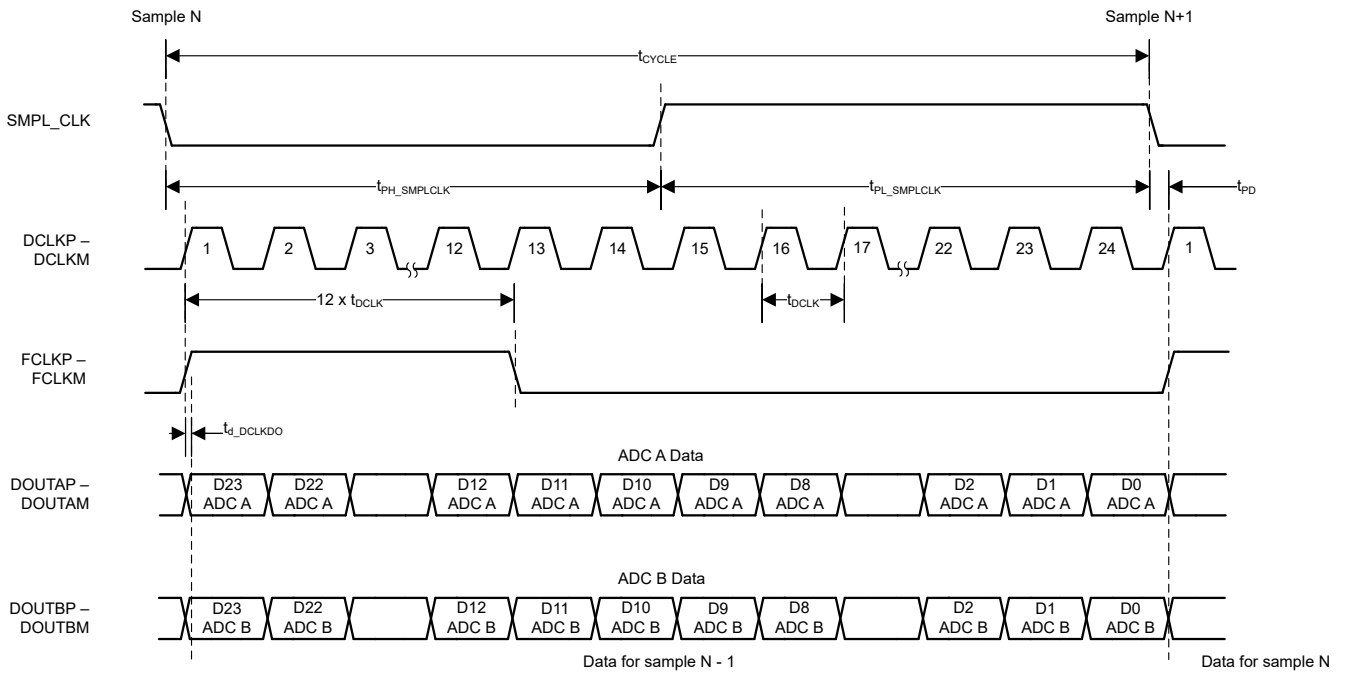 Sample N
Sample N+1
tCYCLE
SMPL_CLK
tPH_SMPLCLK
tPL_SMPLCLK
tPD
DCLKP –
DCLKM
1 2 3 12 13 14 15 16 17 22 23 24 1
12 x tDCLK
tDCLK
FCLKP –
FCLKM
td_DCLKDO
ADC A Data
DOUTAP –
DOUTAM
D23 D22 D12 D11 D10 D9 D8 D2 D1 D0
ADC A ADC A ADC A ADC A ADC A ADC A ADC A ADC A ADC A ADC A
ADC B Data
DOUTBP –
DOUTBM
D23 D22 D12 D11 D10 D9 D8 D2 D1 D0
ADC B ADC B ADC B ADC B ADC B ADC B ADC B ADC B ADC B ADC B
Data for sample N - 1
Data for sample N